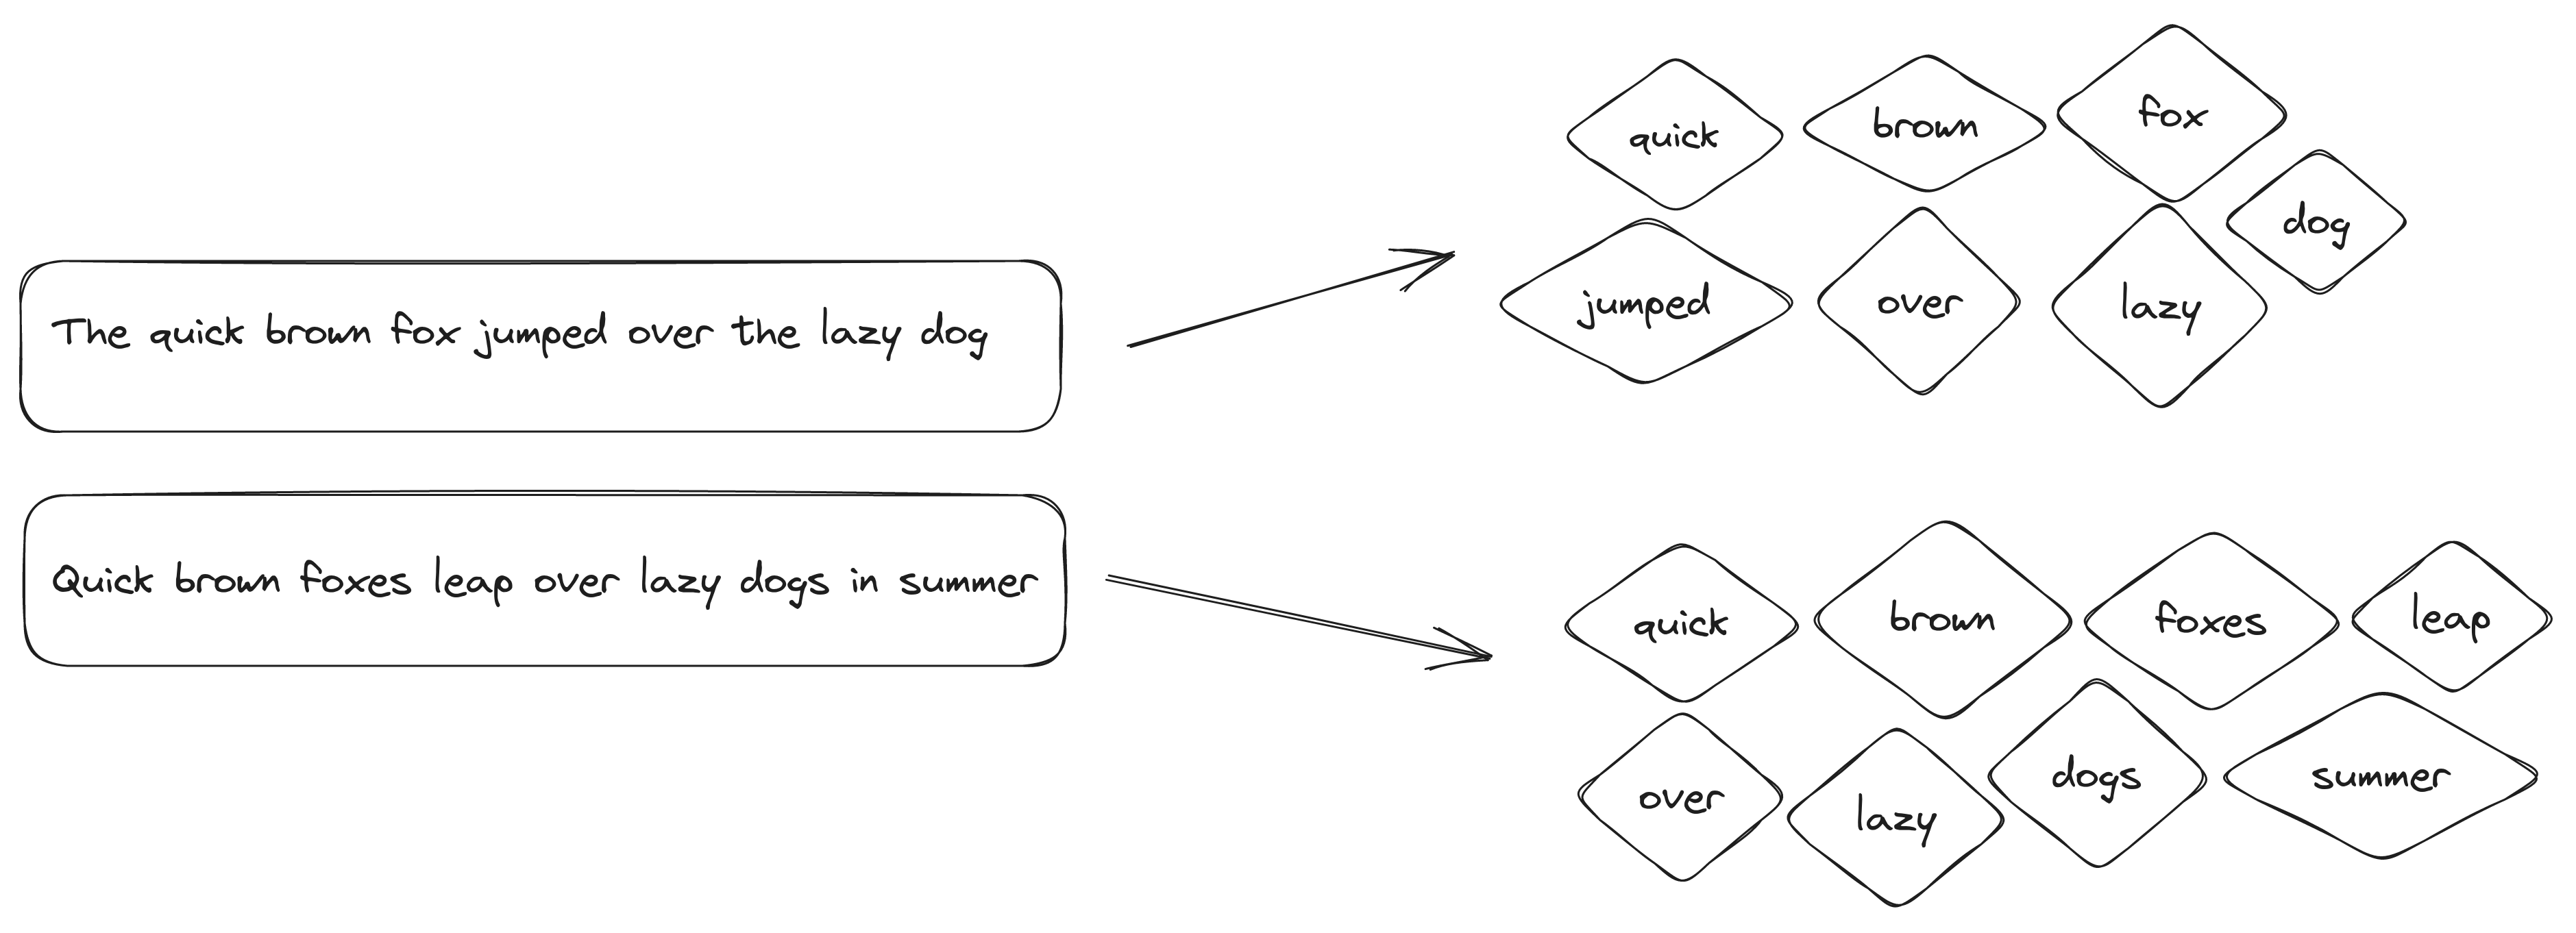 The quick brown fox jumped over the lazy dog
quick
brown
fox
dog
jumped
over
lazy
Quick brown foxes leap over lazy dogs in summer
quick
brown
foxes
leap
over
lazy
dogs
summer